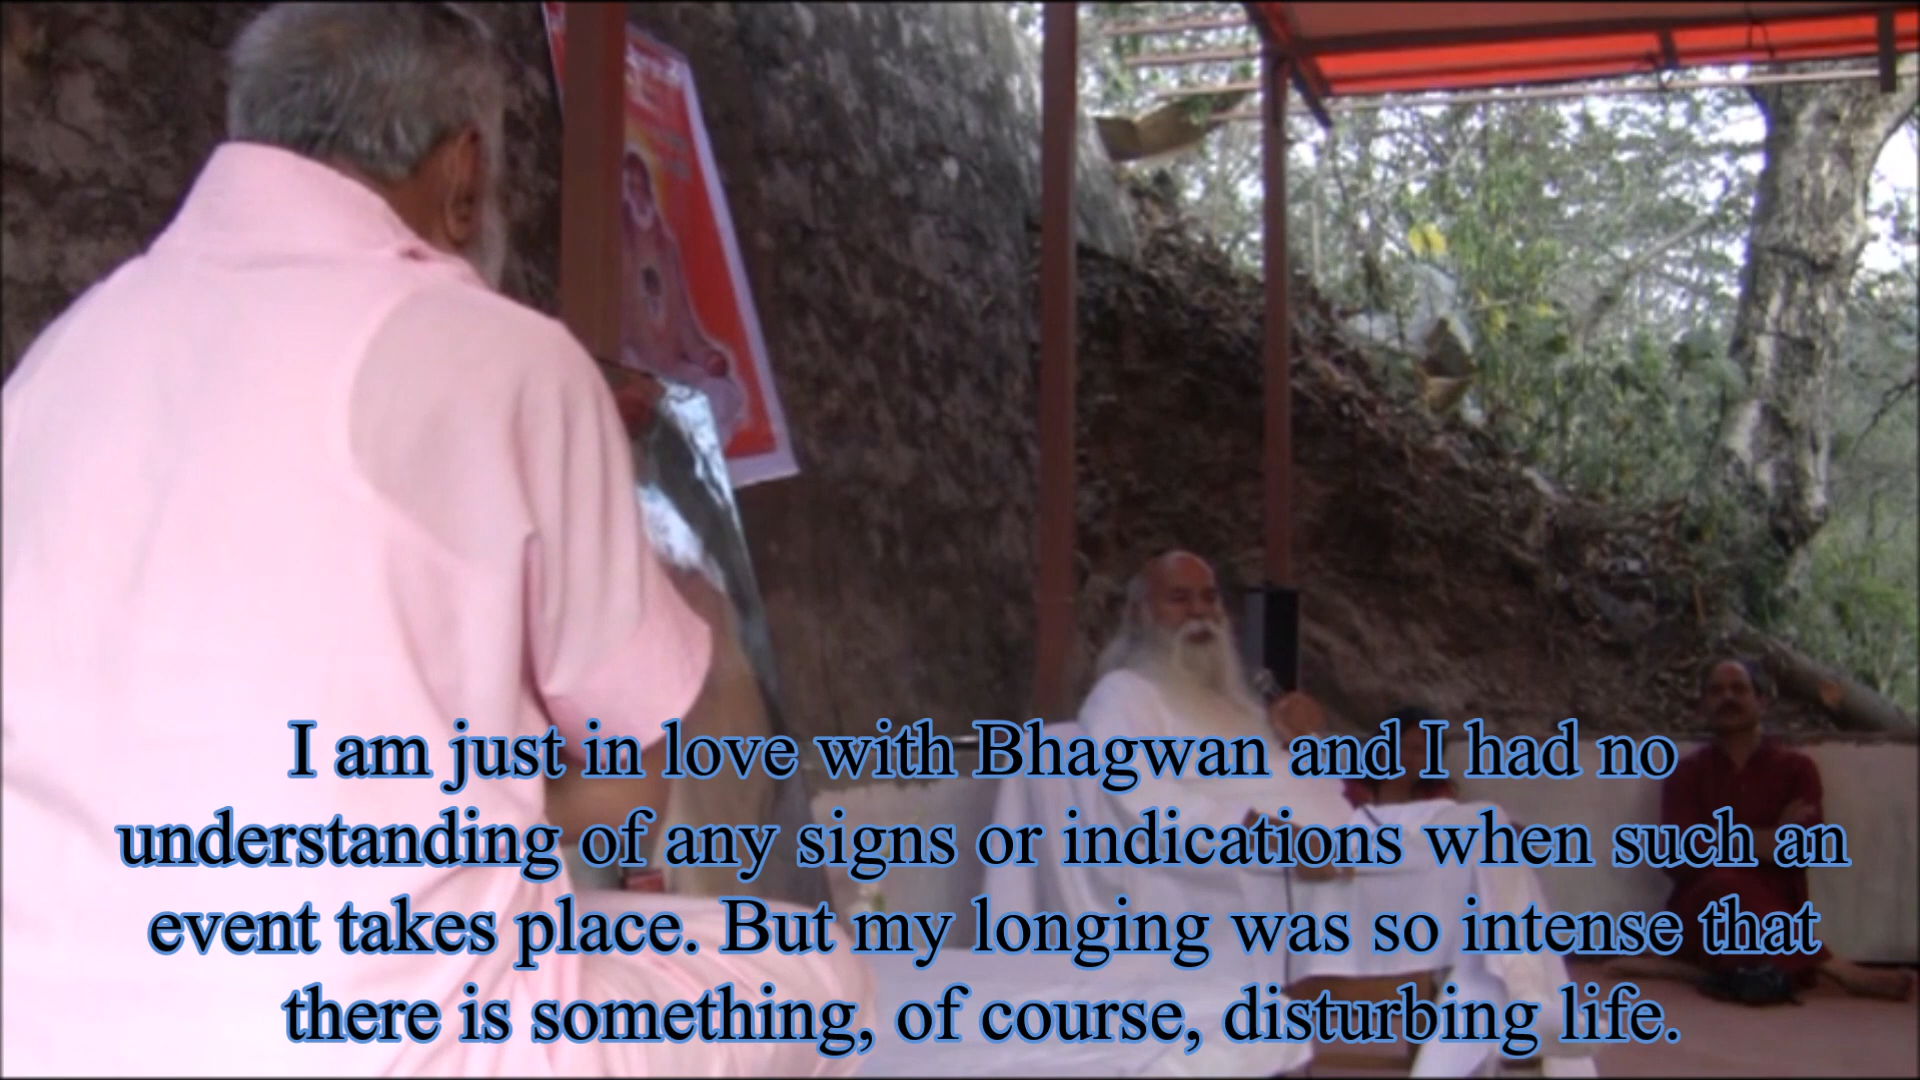 I am just in love with Bhagwan and I had no
understanding of any signs or indications when such an
event takes place. But my longing was so intense that
there is something, of course, disturbing life.